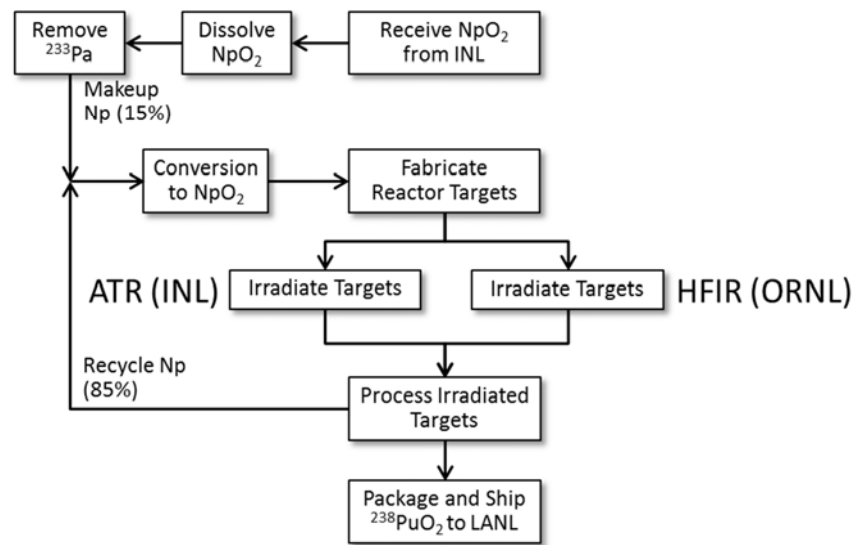 Remove
²³³Pa
Dissolve
NpO₂
Receive NpO₂
from INL
Makeup
Np (15%)
Conversion
to NpO₂
Fabricate
Reactor Targets
ATR (INL)
Irradiate Targets
Irradiate Targets
HFIR (ORNL)
Recycle Np
(85%)
Process Irradiated
Targets
Package and Ship
²³⁸PuO₂ to LANL